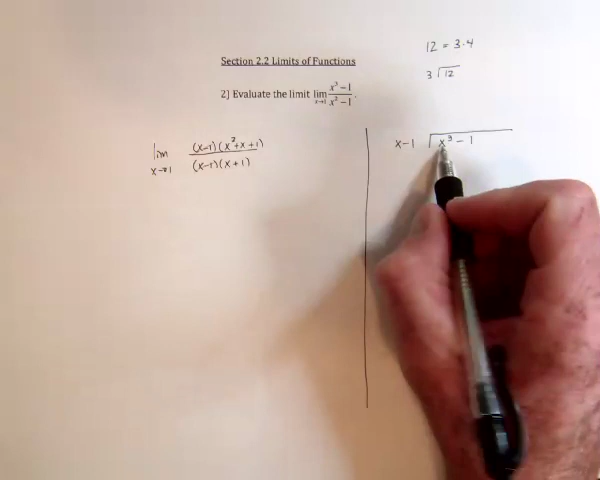 12 = 3·4
Section 2.2 Limits of Functions
3 12
2] Evaluate the limit lim x→1 x³ − 1 / x² − 1 .
x−1 x³ − 1
lim x→1 (x−1)(x²+x+1) / (x−1)(x+1)